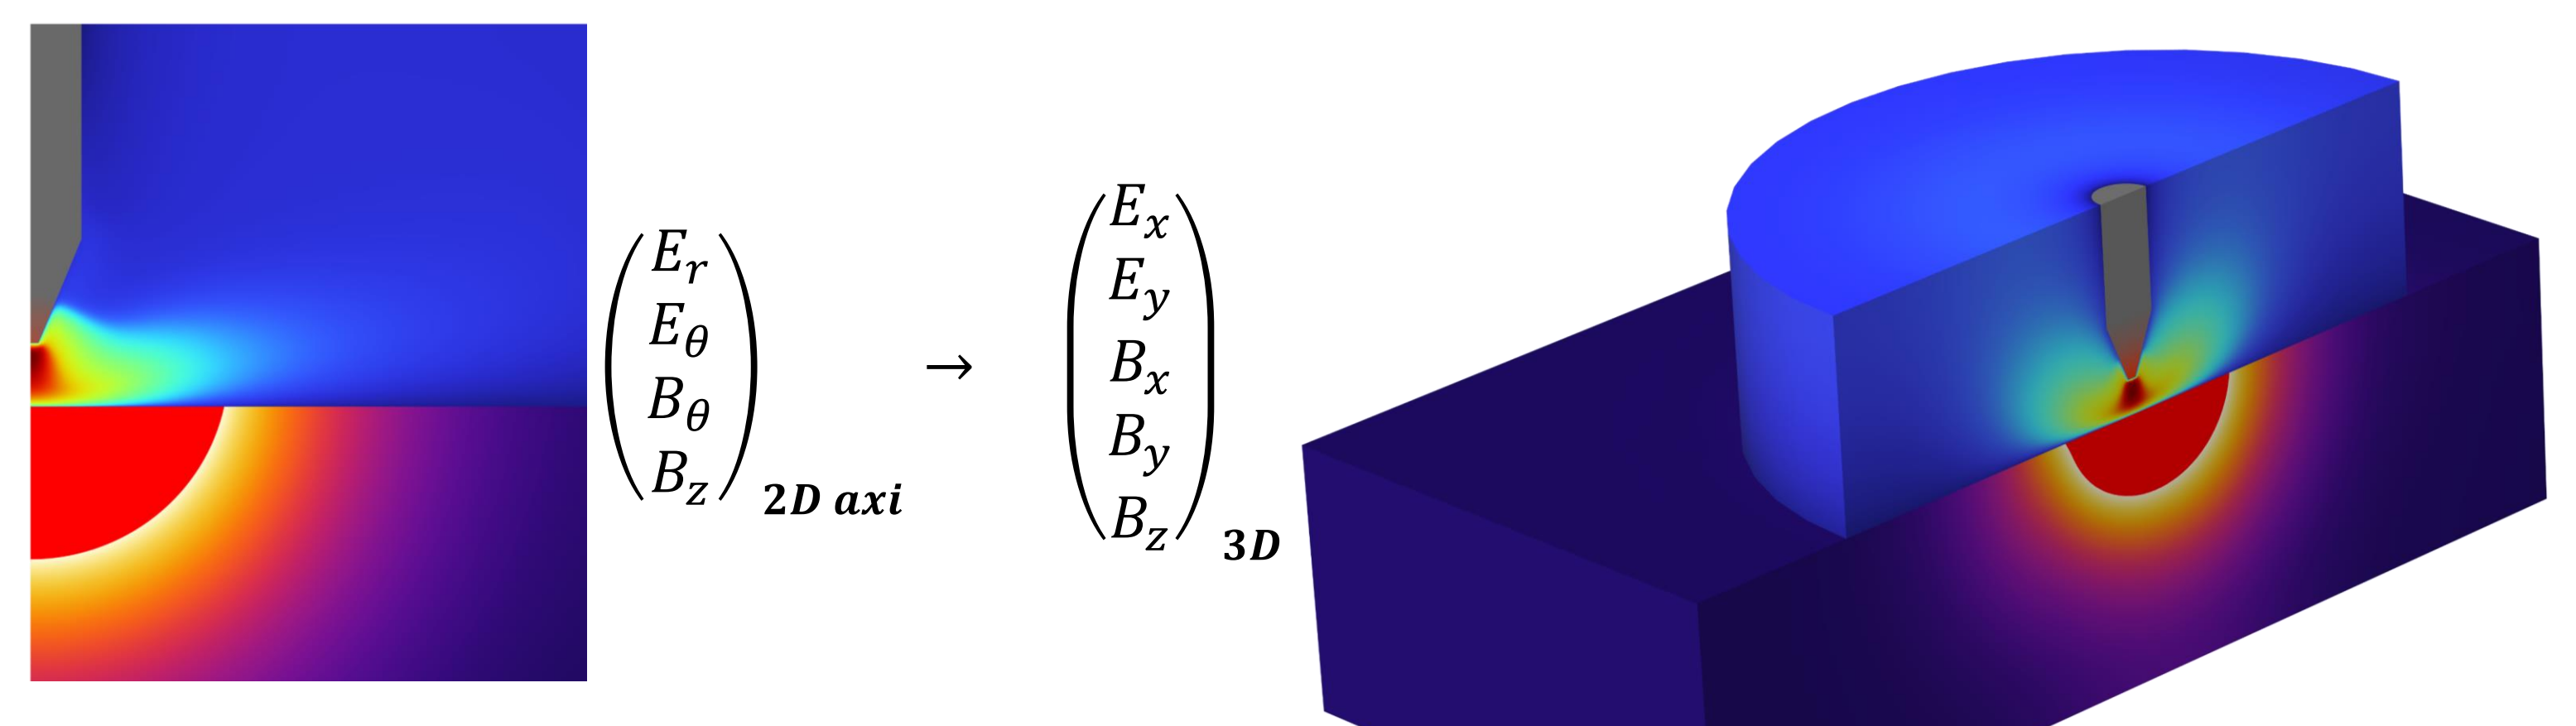 E_r
E_θ
B_θ
B_z
2D axi
→
E_x
E_y
B_x
B_y
B_z
3D